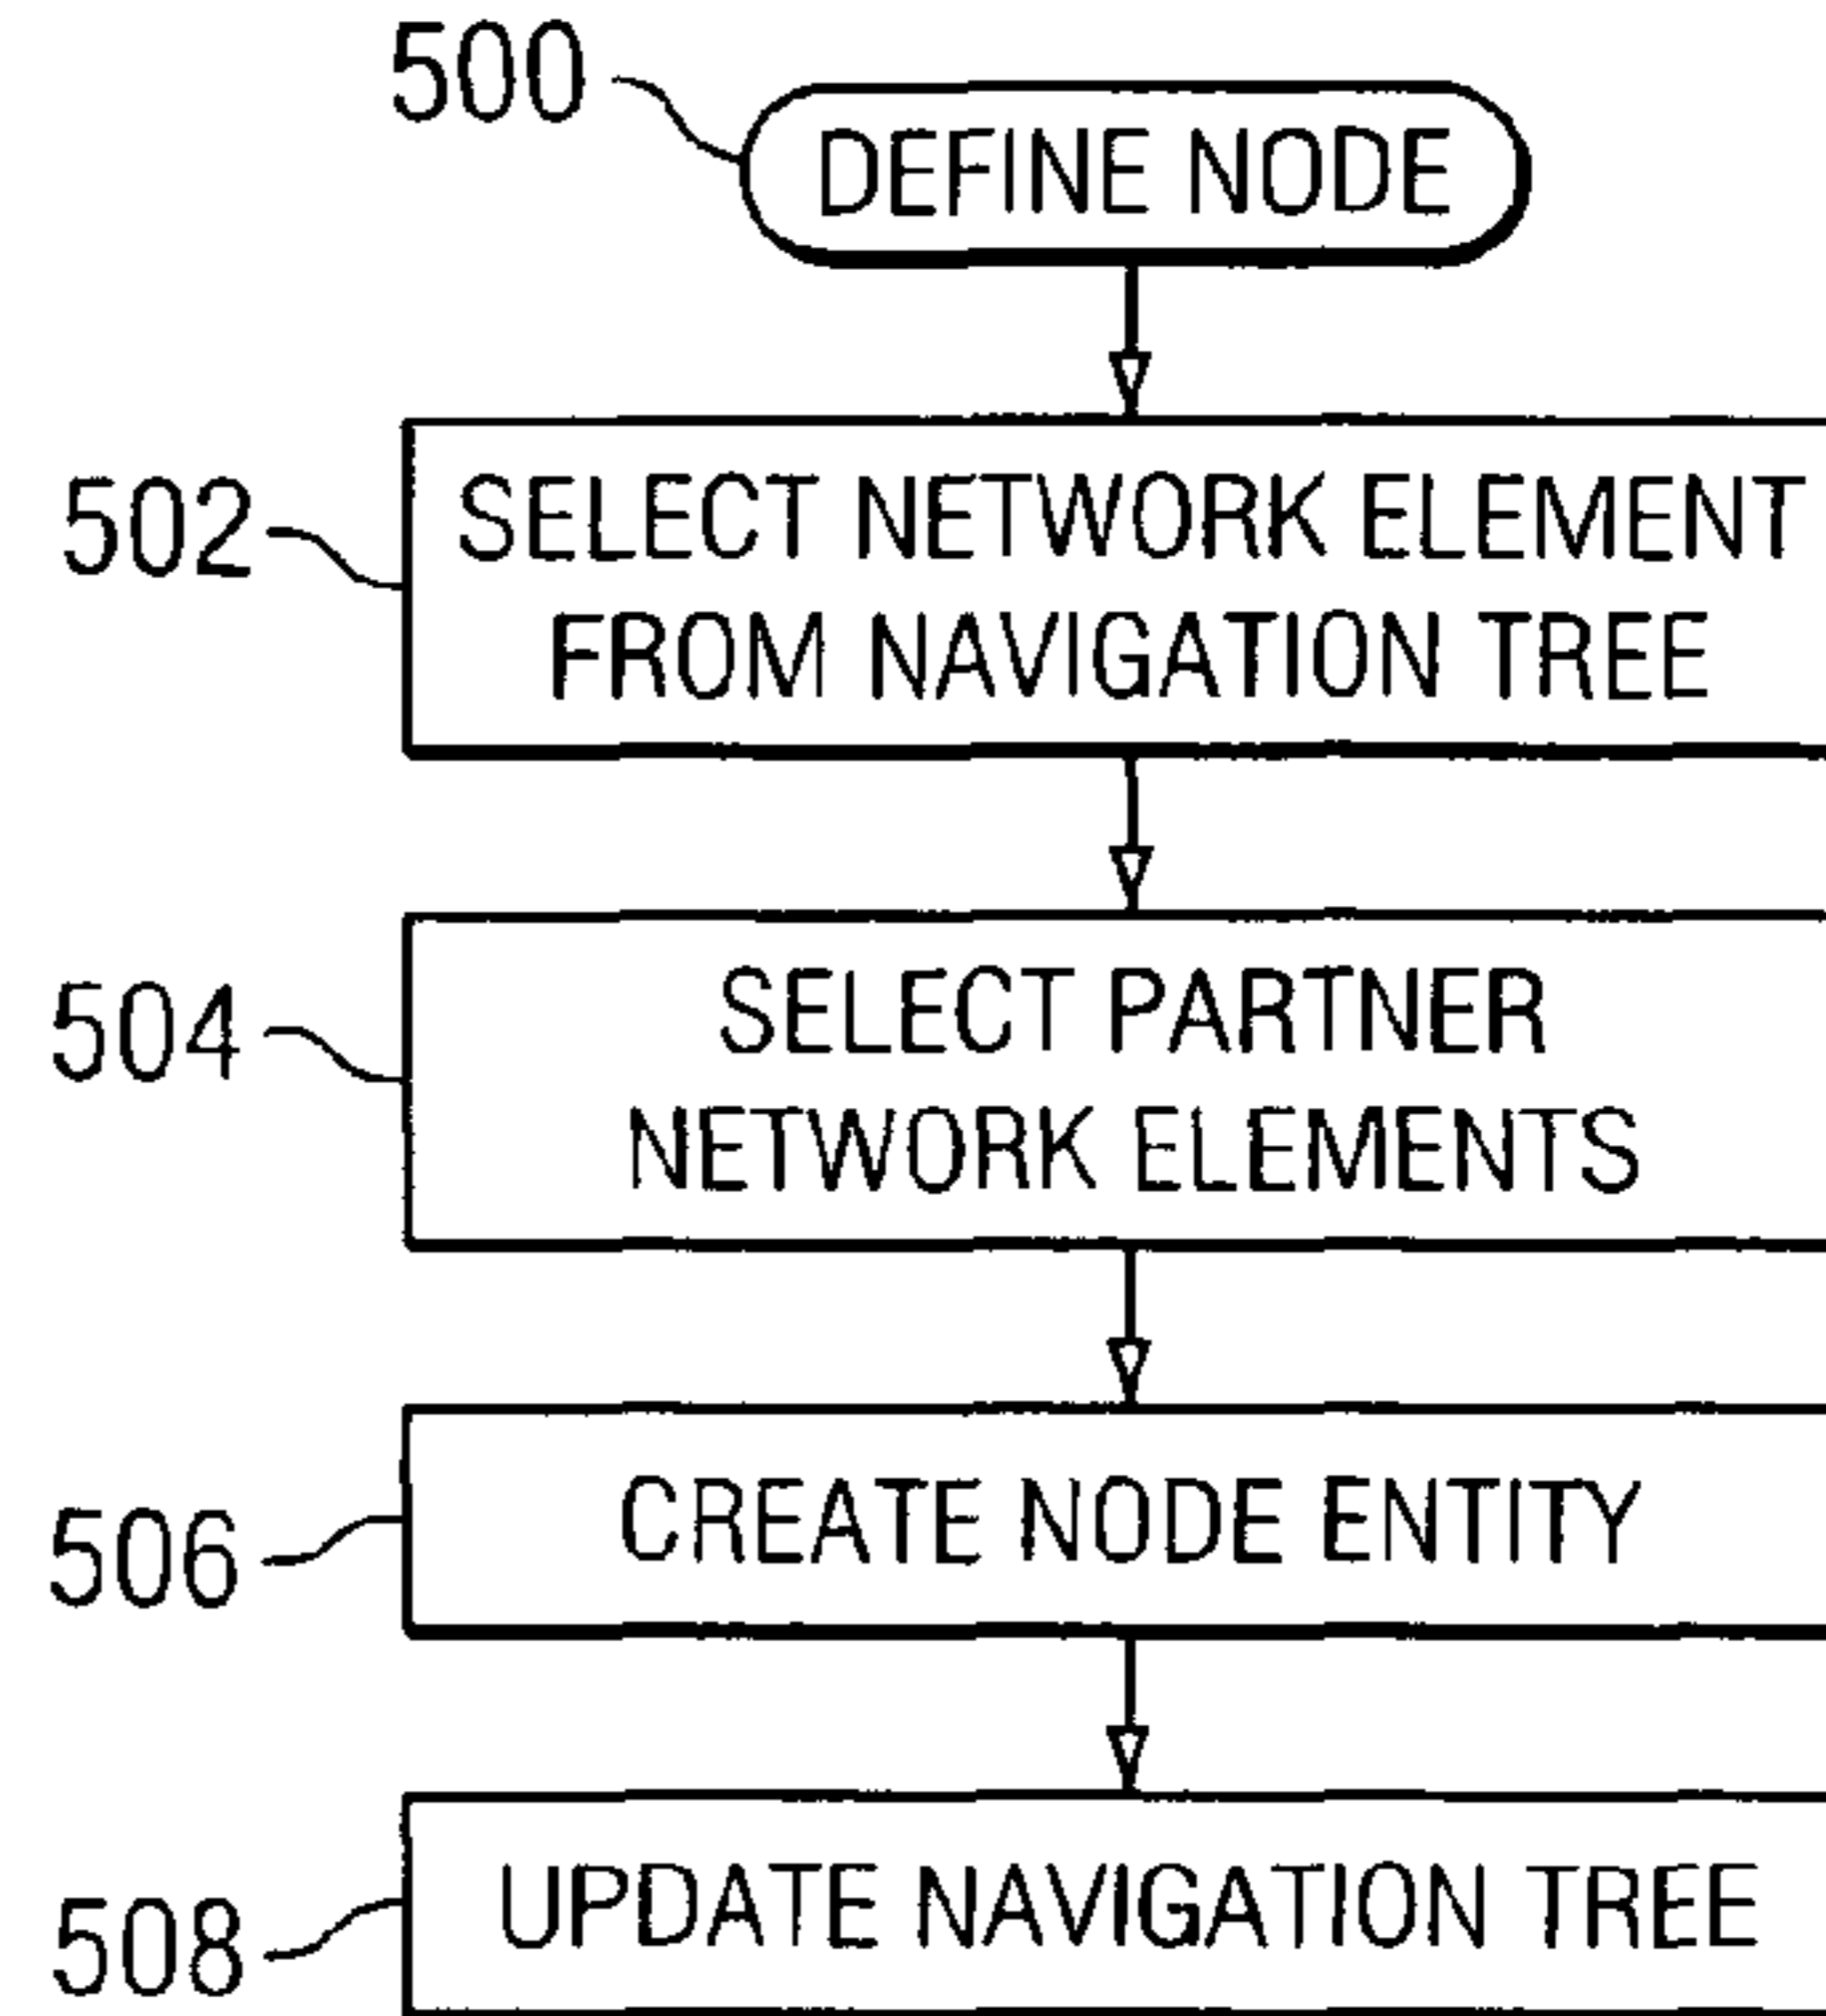 500
DEFINE NODE
502
SELECT NETWORK ELEMENT
FROM NAVIGATION TREE
504
SELECT PARTNER
NETWORK ELEMENTS
506
CREATE NODE ENTITY
508
UPDATE NAVIGATION TREE